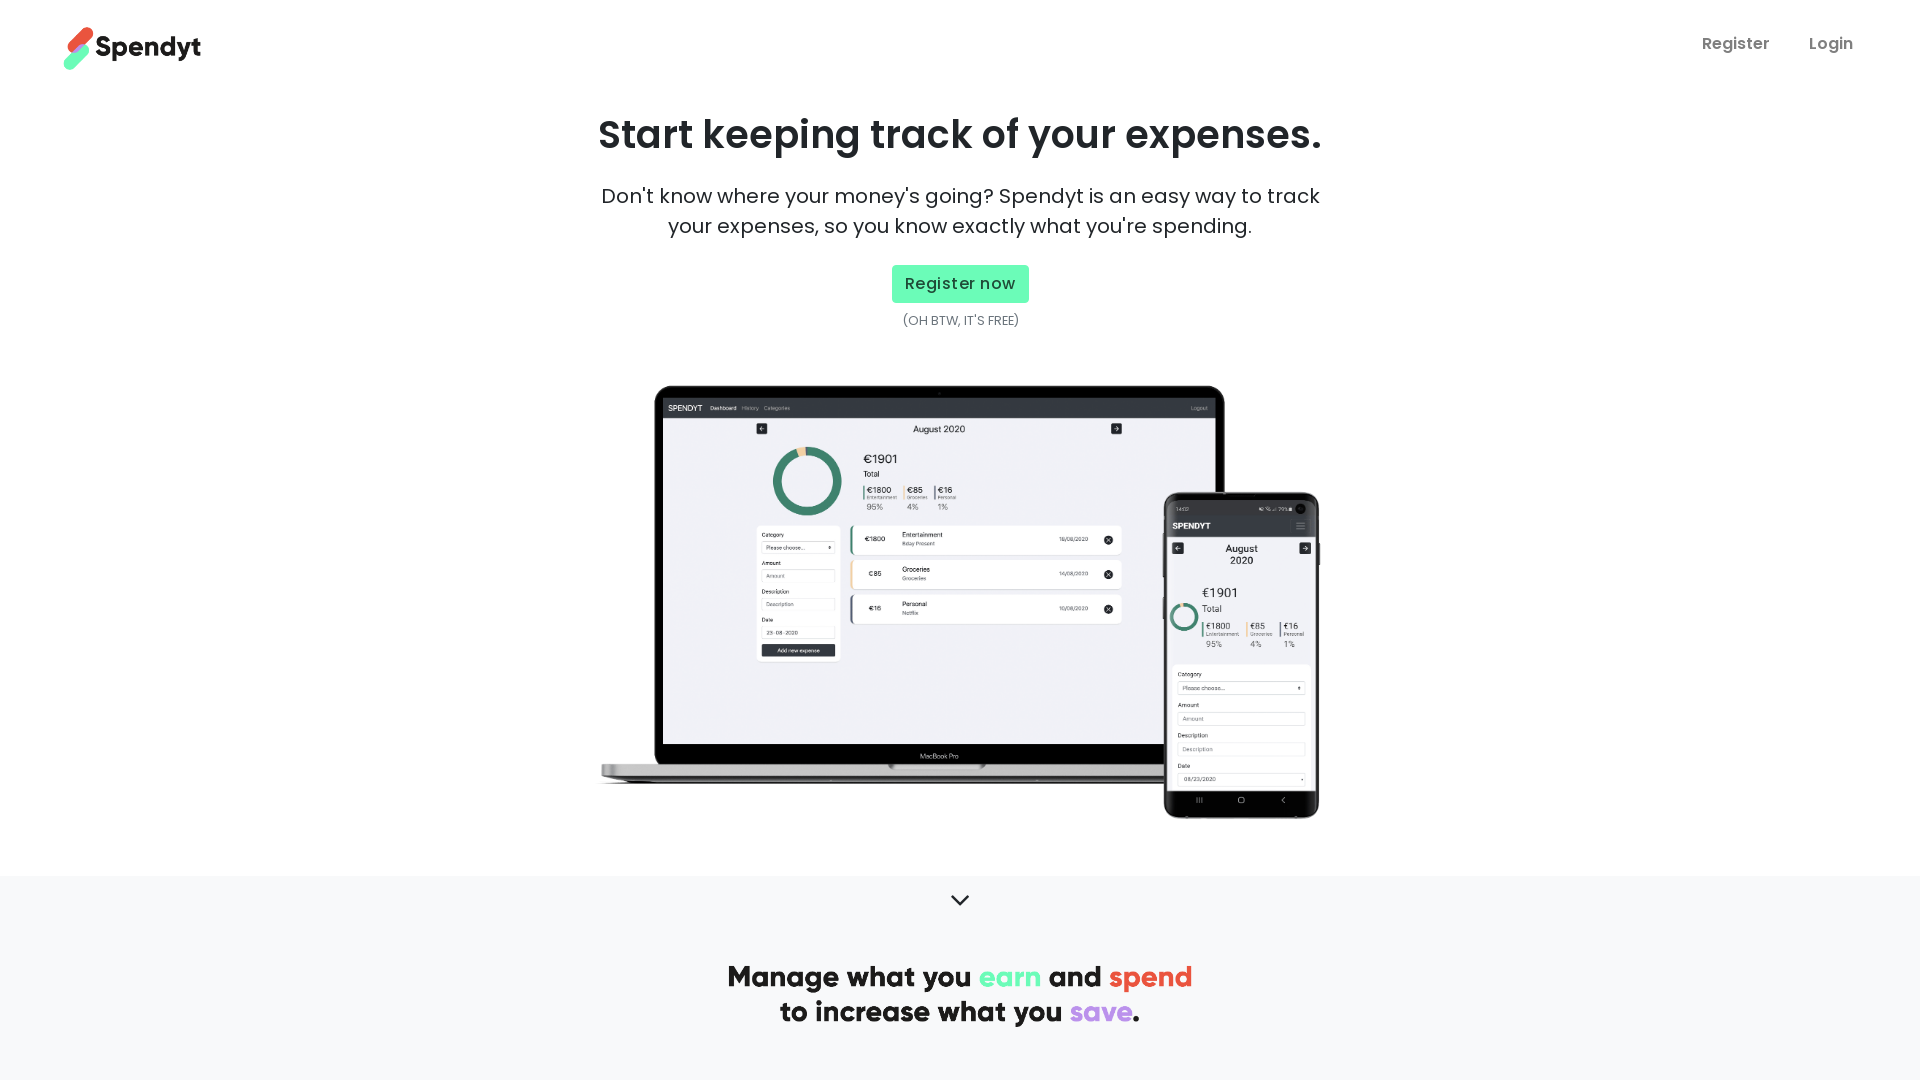 Spendyt
Register
Login
Start keeping track of your expenses.
Don't know where your money's going? Spendyt is an easy way to track
your expenses, so you know exactly what you're spending.
Register now
(OH BTW, IT'S FREE)
SPENDYT Dashboard History Categories Logout
August 2020
€1901
Total
€1800 €85 €16
Entertainment Groceries Personal
95% 4% 1%
Category
Please choose...
Amount
Amount
Description
Description
Date
23-08-2020
Add new expense
€1800 Entertainment 18/08/2020
Bday Present
€85 Groceries 14/08/2020
Groceries
€16 Personal 10/08/2020
Netflix
MacBook Pro
14:02 79%
SPENDYT
August
2020
€1901
Total
€1800 €85 €16
Entertainment Groceries Personal
95% 4% 1%
Category
Please choose...
Amount
Amount
Description
Description
Date
08/23/2020
Manage what you earn and spend
to increase what you save.